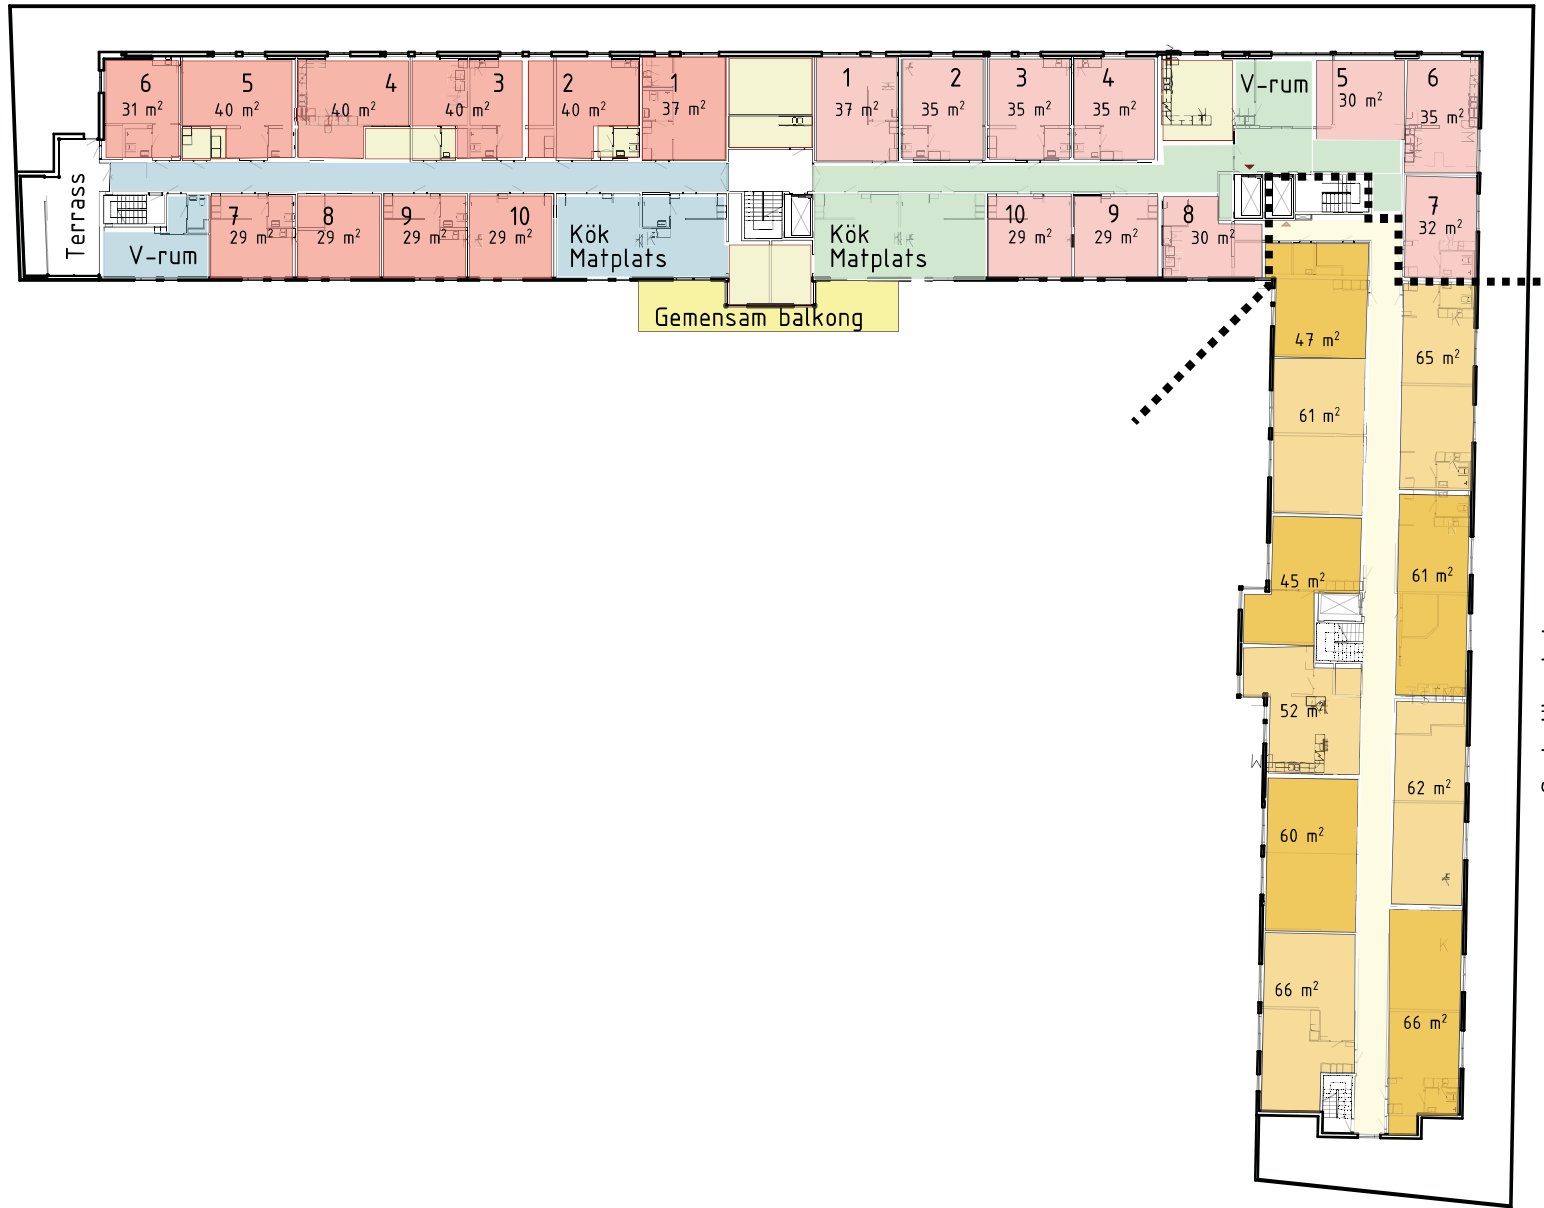 6
31 m²
5
40 m²
4
40 m²
3
40 m²
2
40 m²
1
37 m²
1
37 m²
2
35 m²
3
35 m²
4
35 m²
V-rum
5
30 m²
6
35 m²
Terrass
V-rum
7
29 m²
8
29 m²
9
29 m²
10
29 m²
Kök
Matplats
Kök
Matplats
10
29 m²
9
29 m²
8
30 m²
7
32 m²
Gemensam balkong
47 m²
65 m²
61 m²
45 m²
61 m²
52 m²
62 m²
60 m²
K
66 m²
66 m²